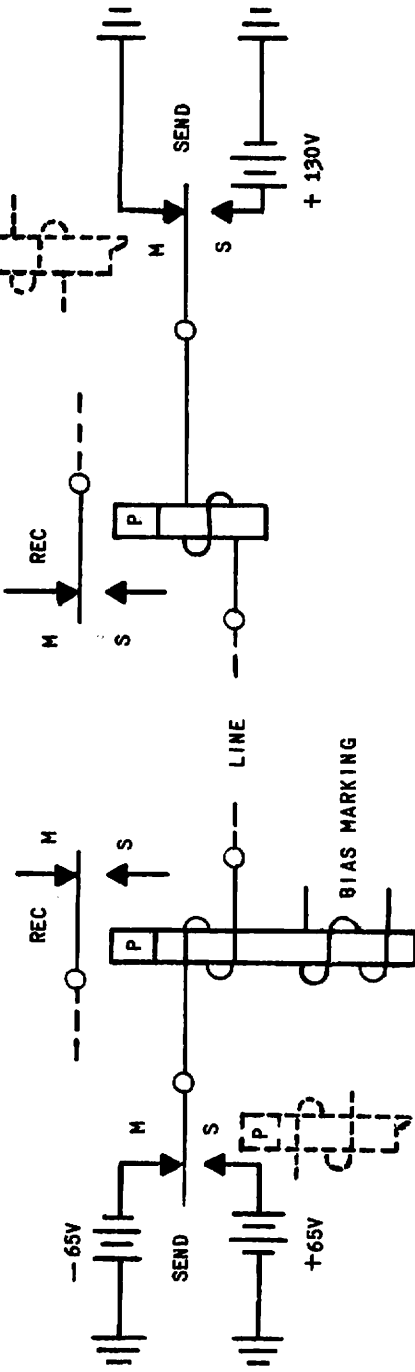 REC
M
S
-65V
M
S
SEND
+65V
P
P
BIAS MARKING
LINE
M
S
REC
P
M
S
SEND
+ 130V